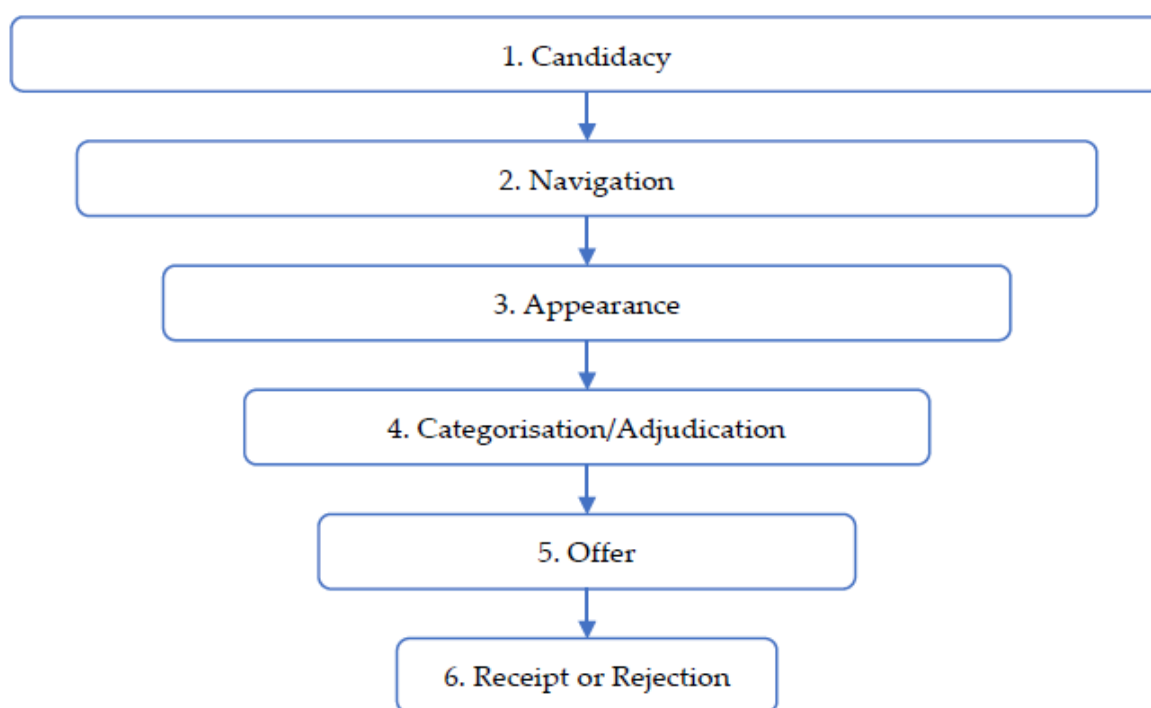 1. Candidacy
2. Navigation
3. Appearance
4. Categorisation/Adjudication
5. Offer
6. Receipt or Rejection